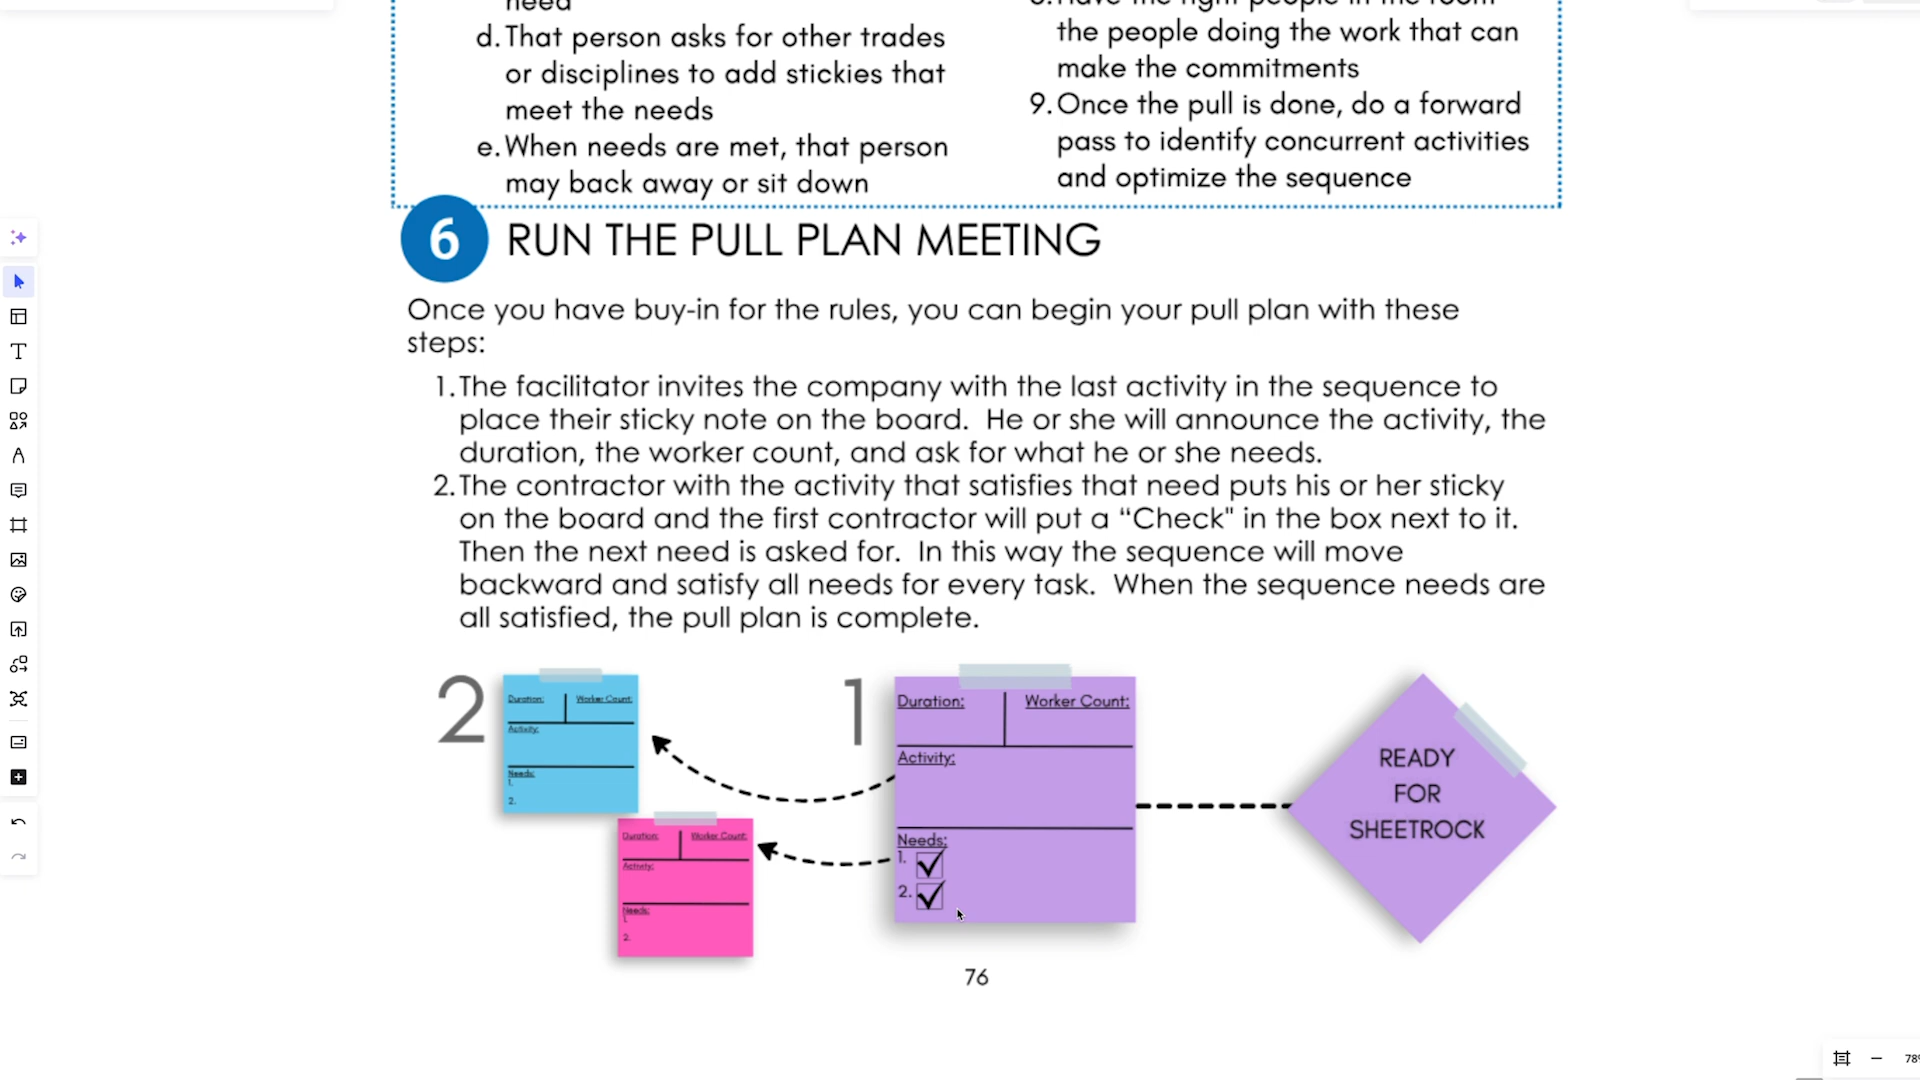 need
d. That person asks for other trades
or disciplines to add stickies that
meet the needs
e. When needs are met, that person
may back away or sit down
the people doing the work that can
make the commitments
9. Once the pull is done, do a forward
pass to identify concurrent activities
and optimize the sequence
6 RUN THE PULL PLAN MEETING
Once you have buy-in for the rules, you can begin your pull plan with these
steps:
1. The facilitator invites the company with the last activity in the sequence to
place their sticky note on the board.  He or she will announce the activity, the
duration, the worker count, and ask for what he or she needs.
2. The contractor with the activity that satisfies that need puts his or her sticky
on the board and the first contractor will put a “Check" in the box next to it.
Then the next need is asked for.  In this way the sequence will move
backward and satisfy all needs for every task.  When the sequence needs are
all satisfied, the pull plan is complete.
2
Duration: Worker Count:
Activity:
Needs:
1.
2.
Duration: Worker Count:
Activity:
Needs:
1.
2.
1
Duration: Worker Count:
Activity:
Needs:
1.
2.
READY
FOR
SHEETROCK
76